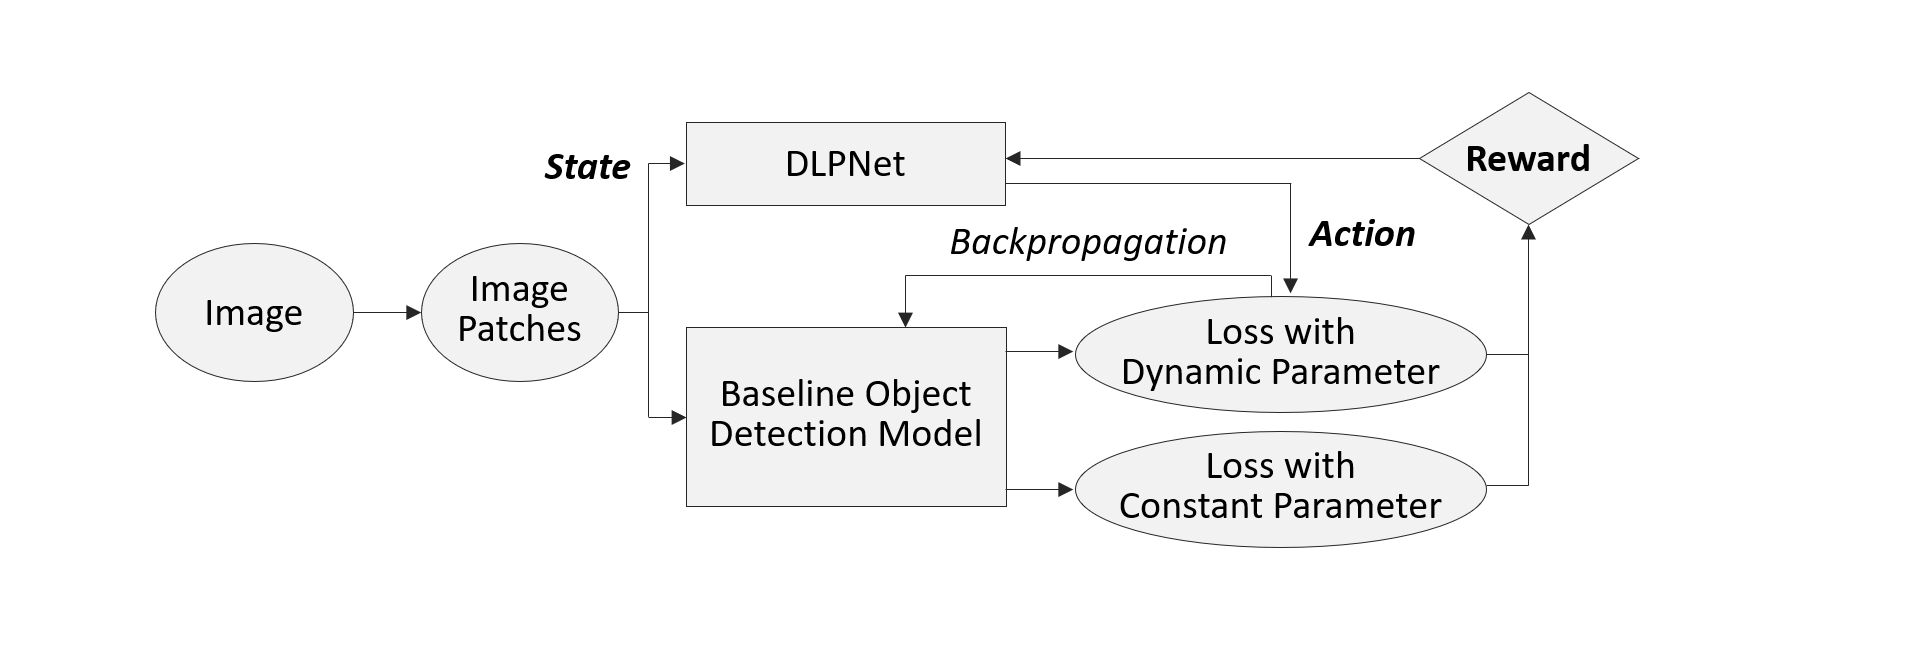 State
DLPNet
Reward
Backpropagation
Action
Image
Image
Patches
Baseline Object
Detection Model
Loss with
Dynamic Parameter
Loss with
Constant Parameter